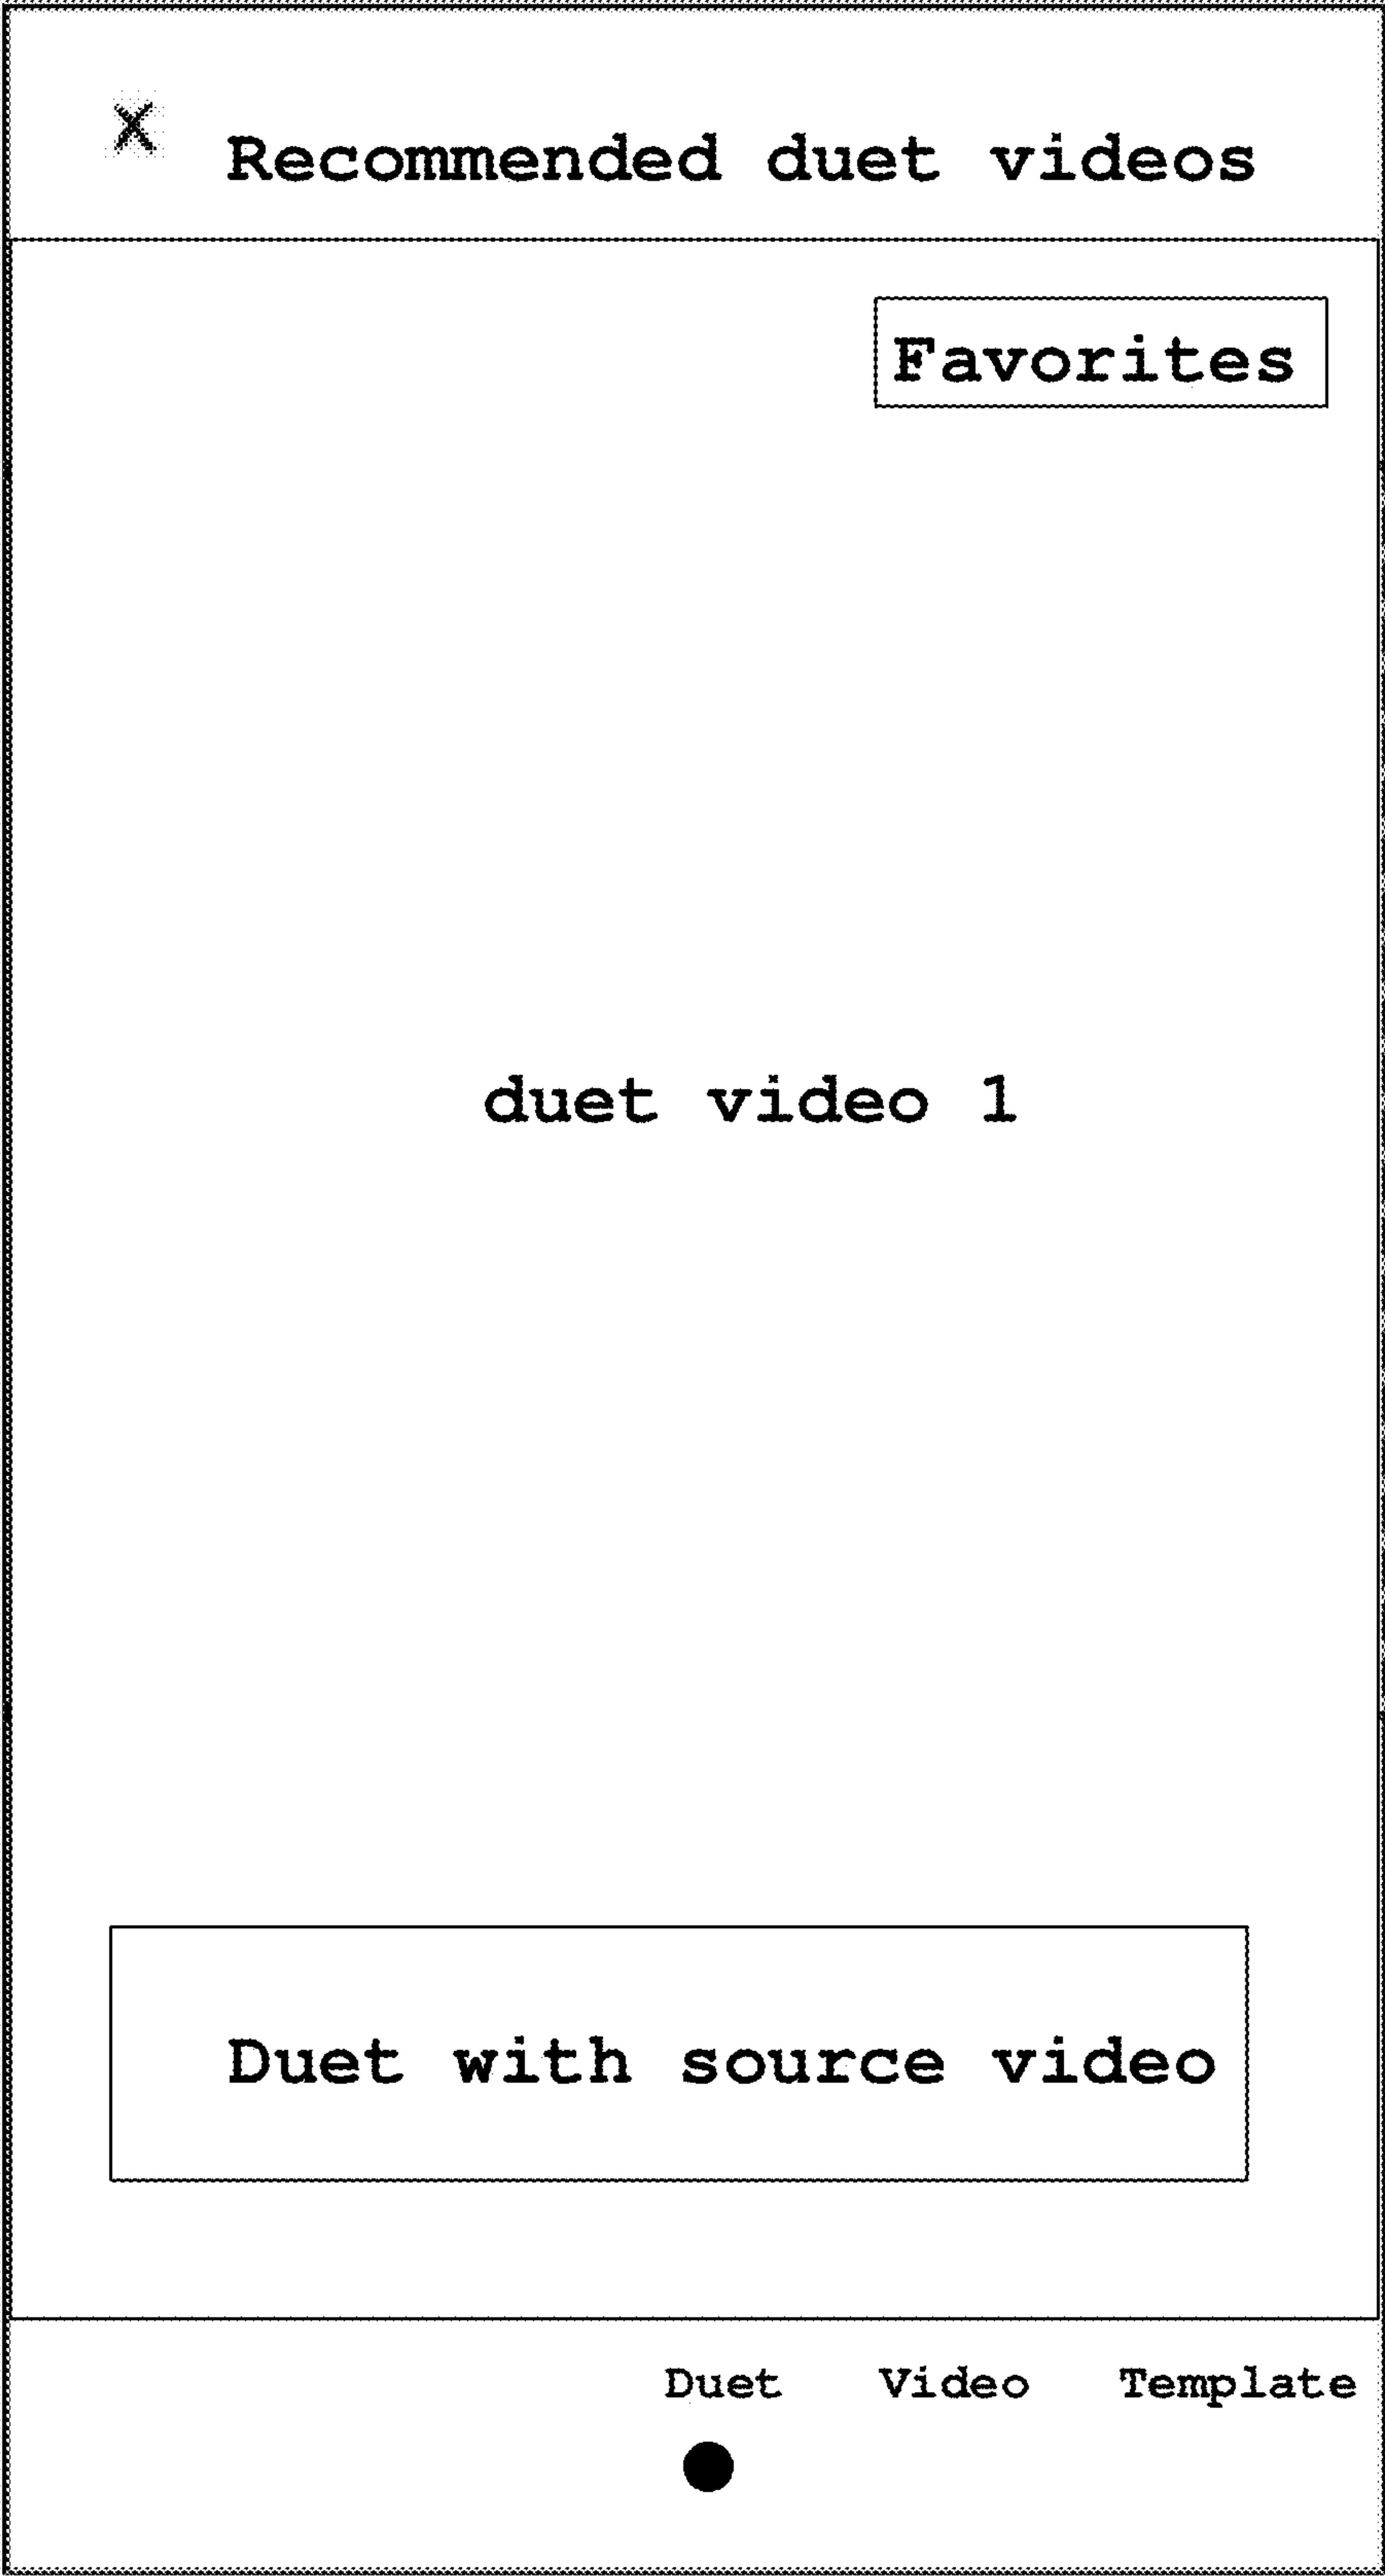 X
Recommended duet videos
Favorites
duet video 1
Duet with source video
Duet Video Template